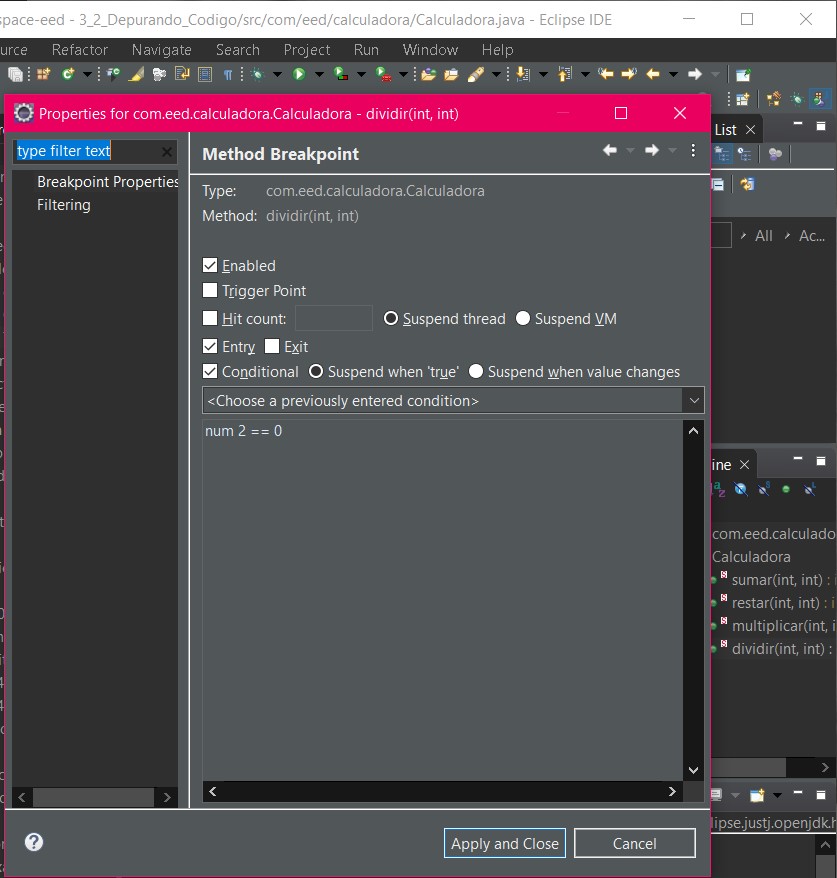 space-eed - 3_2_Depurando_Codigo/src/com/eed/calculadora/Calculadora.java - Eclipse IDE
urce Refactor Navigate Search Project Run Window Help
Properties for com.eed.calculadora.Calculadora - dividir(int, int)
List
type filter text
Method Breakpoint
Breakpoint Properties
Filtering
Type: com.eed.calculadora.Calculadora
Method: dividir(int, int)
All Ac...
Enabled
Trigger Point
Hit count: Suspend thread Suspend VM
Entry Exit
Conditional Suspend when 'true' Suspend when value changes
<Choose a previously entered condition>
num 2 == 0
ine
com.eed.calculado
Calculadora
sumar(int, int) : i
restar(int, int) : i
multiplicar(int, i
dividir(int, int) :
lipse.justj.openjdk.h
Apply and Close Cancel